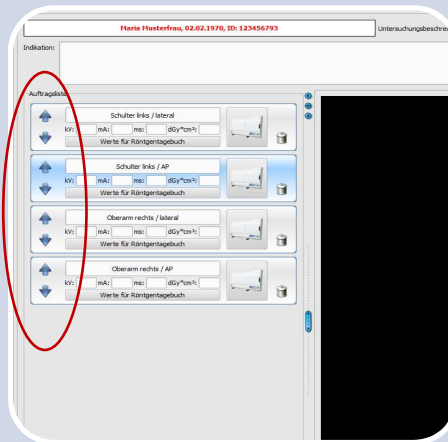 Maria Musterfrau, 02.02.1970, ID: 123456793
Untersuchungsbeschrei
Indikation:
Auftragsliste
Schulter links / lateral
kV: mA: ms: dGy*cm²:
Werte für Röntgentagebuch
Schulter links / AP
kV: mA: ms: dGy*cm²:
Werte für Röntgentagebuch
Oberarm rechts / lateral
kV: mA: ms: dGy*cm²:
Werte für Röntgentagebuch
Oberarm rechts / AP
kV: mA: ms: dGy*cm²:
Werte für Röntgentagebuch